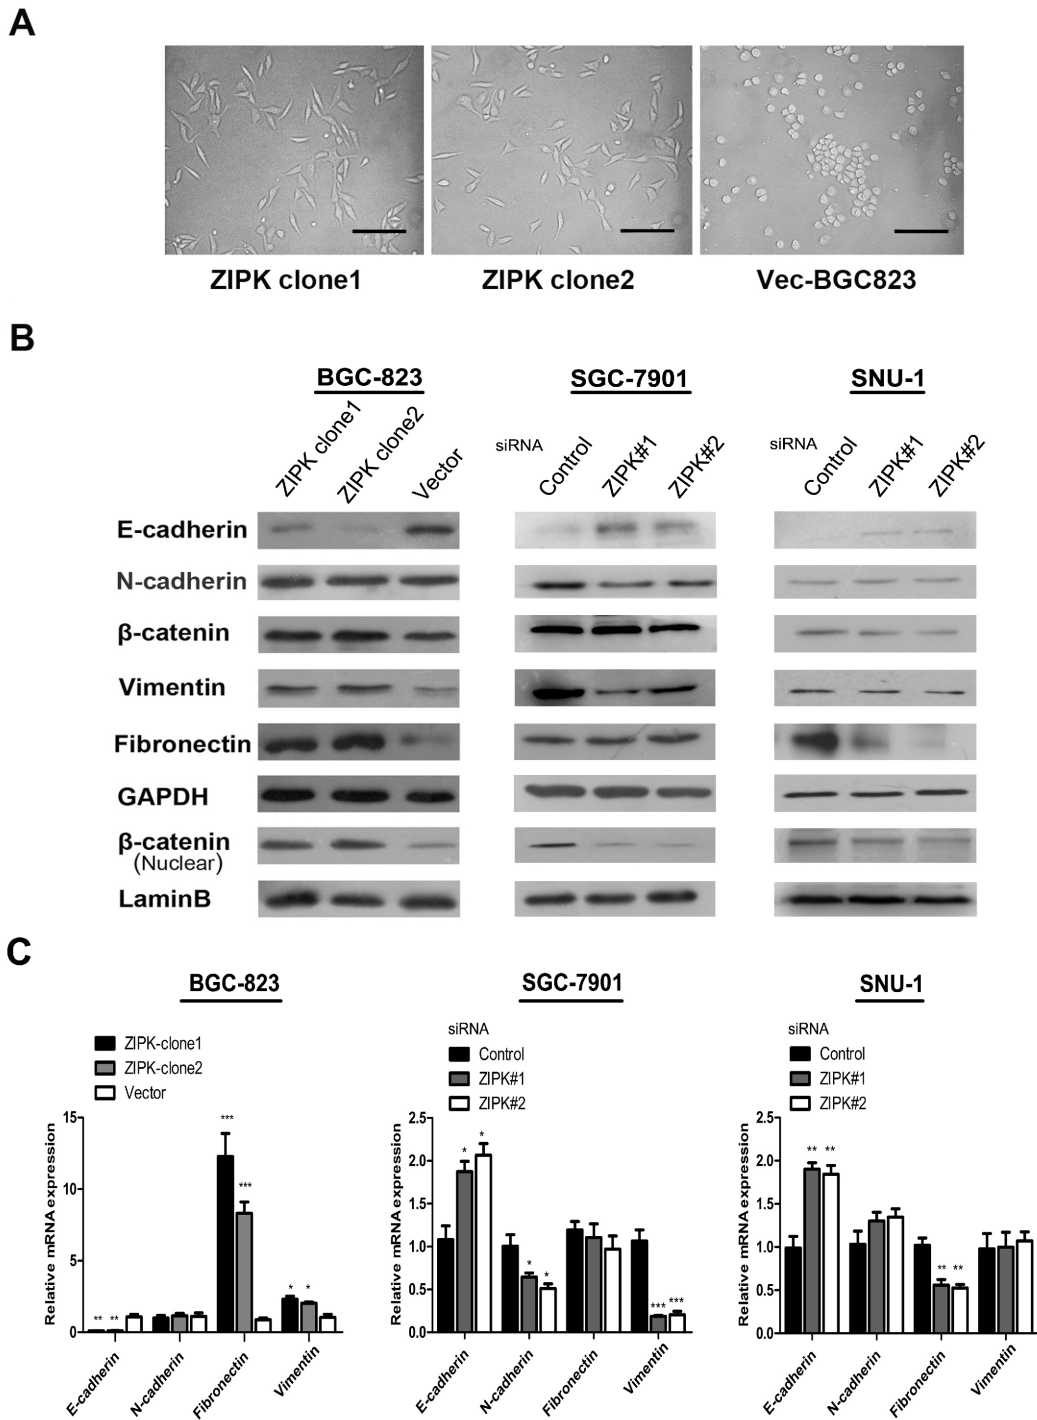 A
ZIPK clone1 ZIPK clone2 Vec-BGC823
B
BGC-823 SGC-7901 SNU-1
ZIPK clone1 ZIPK clone2 Vector siRNA Control ZIPK#1 ZIPK#2 siRNA Control ZIPK#1 ZIPK#2
E-cadherin
N-cadherin
β-catenin
Vimentin
Fibronectin
GAPDH
β-catenin
(Nuclear)
LaminB
C
BGC-823
ZIPK-clone1
ZIPK-clone2
Vector
Relative mRNA expression
15
10
5
0
*** *** ** ** * *
E-cadherin N-cadherin Fibronectin Vimentin
SGC-7901
siRNA
Control
ZIPK#1
ZIPK#2
Relative mRNA expression
2.5
2.0
1.5
1.0
0.5
0.0
* * * * *** ***
E-cadherin N-cadherin Fibronectin Vimentin
SNU-1
siRNA
Control
ZIPK#1
ZIPK#2
Relative mRNA expression
2.5
2.0
1.5
1.0
0.5
0.0
** ** ** **
E-cadherin N-cadherin Fibronectin Vimentin